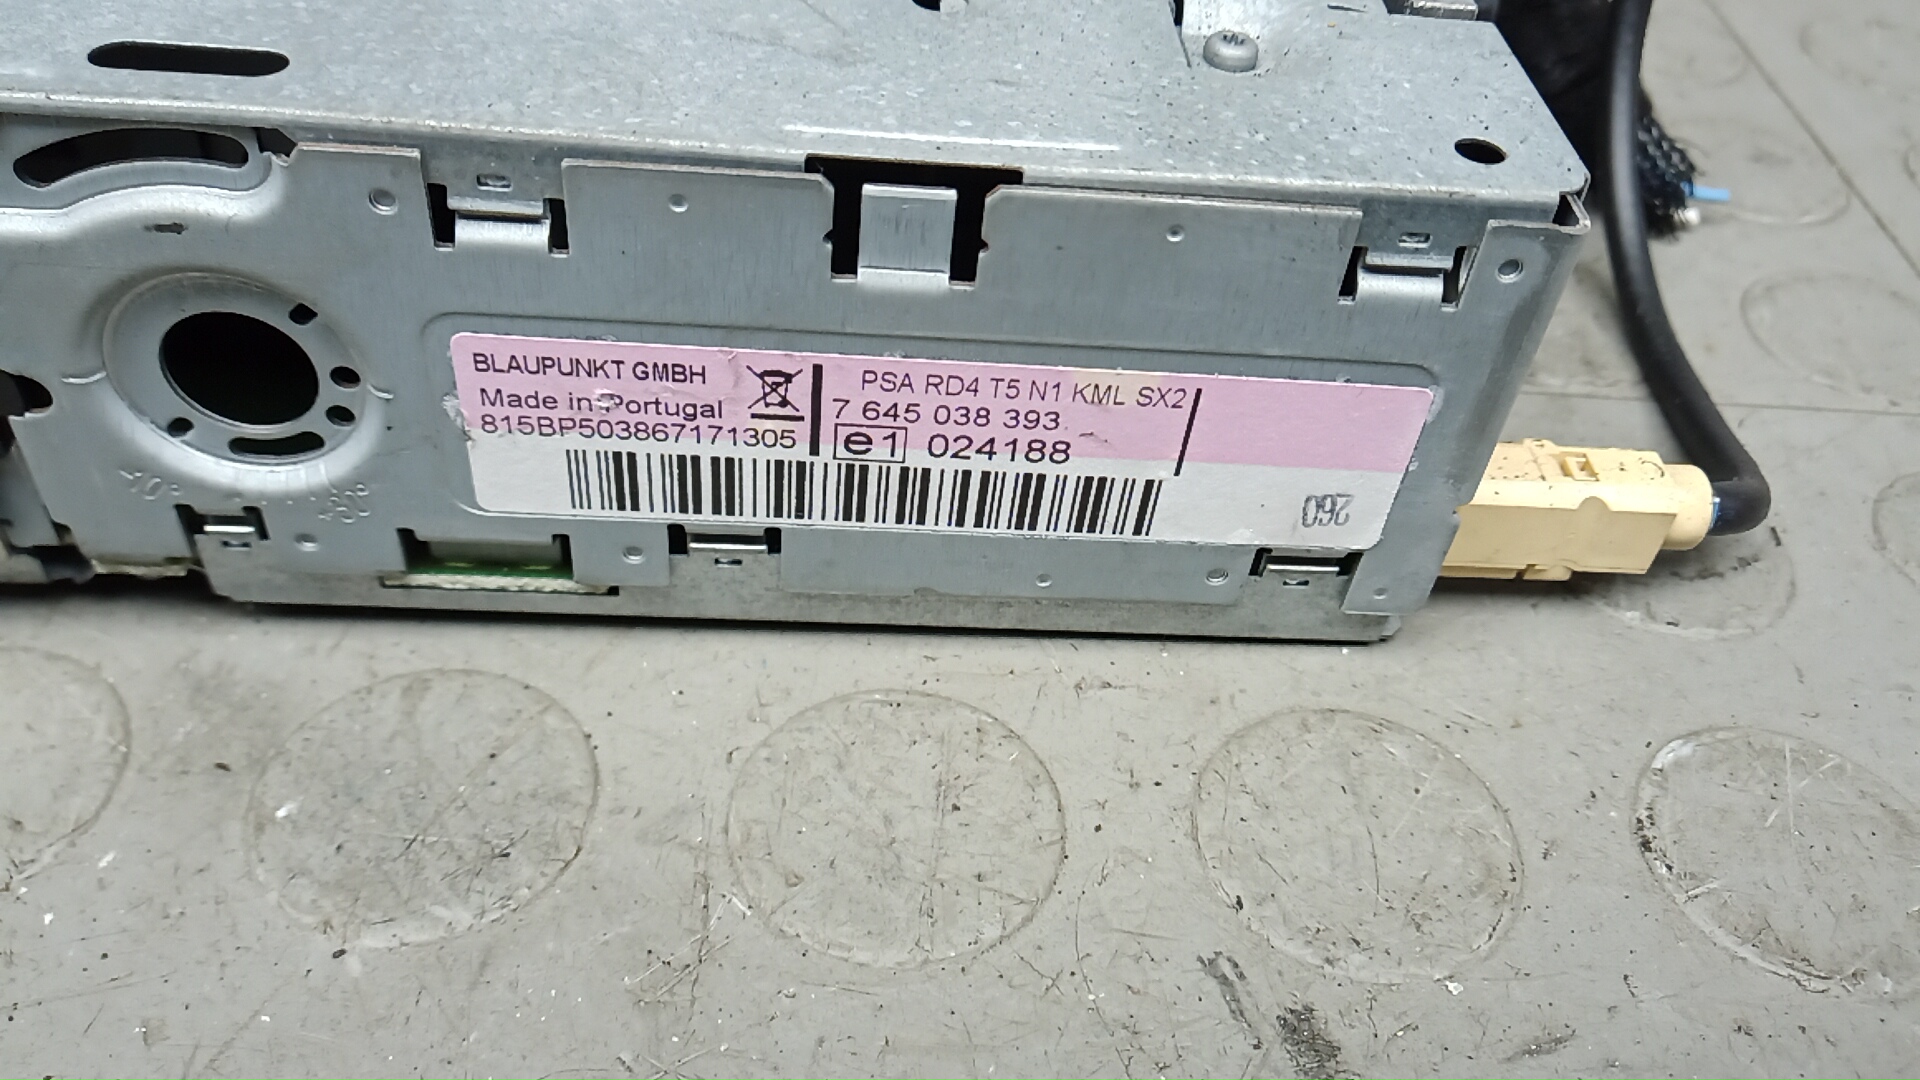 BLAUPUNKT GMBH
Made in Portugal
815BP503867171305
PSA RD4 T5 N1 KML SX2
7 645 038 393
e1 024188
260